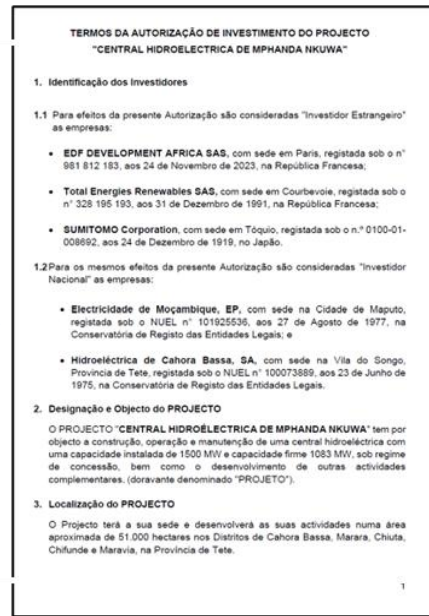 TERMOS DA AUTORIZAÇÃO DE INVESTIMENTO DO PROJECTO
"CENTRAL HIDROELECTRICA DE MPHANDA NKUWA"
1. Identificação dos Investidores
1.1 Para efeitos da presente Autorização são consideradas "Investidor Estrangeiro"
as empresas:
• EDF DEVELOPMENT AFRICA SAS, com sede em Paris, registada sob o n°
981 812 183, aos 24 de Novembro de 2023, na República Francesa;
• Total Energies Renewables SAS, com sede em Courbevoie, registada sob o
n° 328 195 193, aos 31 de Dezembro de 1991, na República Francesa;
• SUMITOMO Corporation, com sede em Tóquio, registada sob o n.º 0100-01-
008692, aos 24 de Dezembro de 1919, no Japão.
1.2 Para os mesmos efeitos da presente Autorização são consideradas "Investidor
Nacional" as empresas:
• Electricidade de Moçambique, EP, com sede na Cidade de Maputo,
registada sob o NUEL n° 101925536, aos 27 de Agosto de 1977, na
Conservatória de Registo das Entidades Legais; e
• Hidroeléctrica de Cahora Bassa, SA, com sede na Vila do Songo,
Provincia de Tete, registada sob o NUEL n° 100073889, aos 23 de Junho de
1975, na Conservatória de Registo das Entidades Legais.
2. Designação e Objecto do PROJECTO
O PROJECTO "CENTRAL HIDROÉLECTRICA DE MPHANDA NKUWA" tem por
objecto a construção, operação e manutenção de uma central hidroeléctrica com
uma capacidade instalada de 1500 MW e capacidade firme 1083 MW, sob regime
de concessão, bem como o desenvolvimento de outras actividades
complementares. (doravante denominado "PROJETO").
3. Localização do PROJECTO
O Projecto terá a sua sede e desenvolverá as suas actividades numa área
aproximada de 51.000 hectares nos Distritos de Cahora Bassa, Marara, Chiuta,
Chifunde e Maravia, na Província de Tete.
1